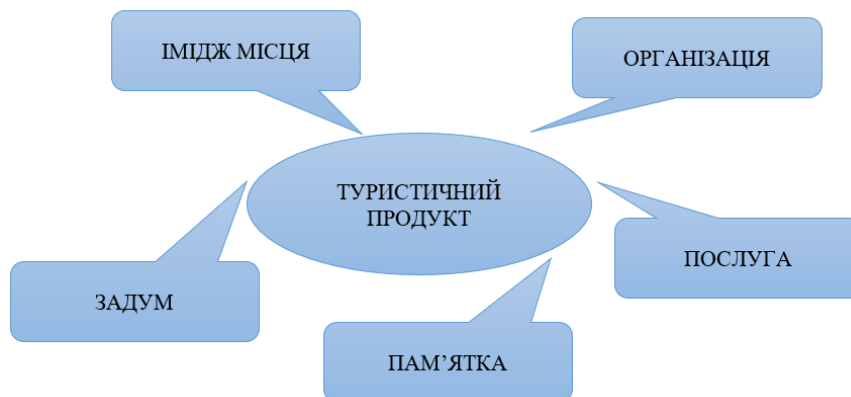 ІМІДЖ МІСЦЯ
ОРГАНІЗАЦІЯ
ТУРИСТИЧНИЙ
ПРОДУКТ
ПОСЛУГА
ЗАДУМ
ПАМ’ЯТКА